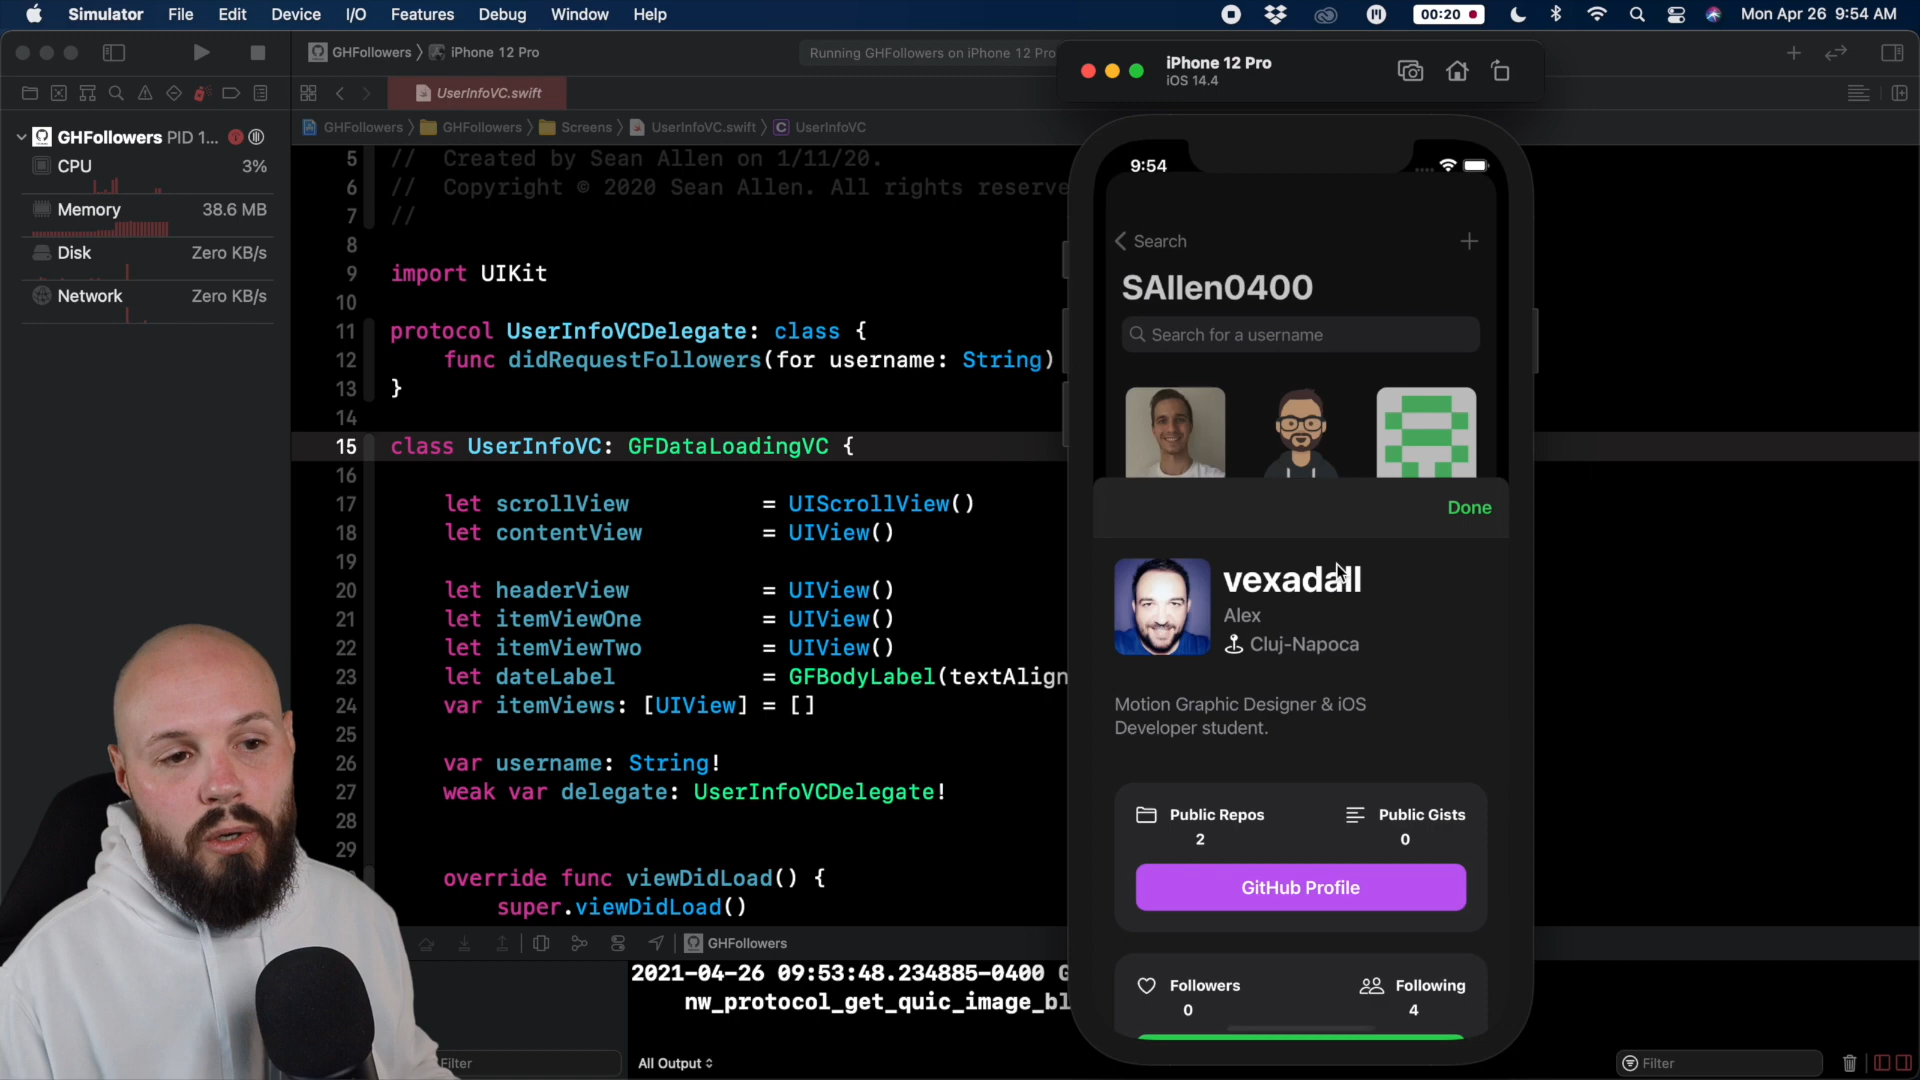 Simulator File Edit Device I/O Features Debug Window Help
00:20
Mon Apr 26 9:54 AM
GHFollowers iPhone 12 Pro
Running GHFollowers on iPhone 12 Pro
UserInfoVC.swift
GHFollowers GHFollowers Screens UserInfoVC.swift C UserInfoVC
GHFollowers PID 1...
CPU 3%
Memory 38.6 MB
Disk Zero KB/s
Network Zero KB/s
5 // Created by Sean Allen on 1/11/20.
6 // Copyright © 2020 Sean Allen. All rights reserve
7 //
8
9 import UIKit
10
11 protocol UserInfoVCDelegate: class {
12 func didRequestFollowers(for username: String)
13 }
14
15 class UserInfoVC: GFDataLoadingVC {
16
17 let scrollView = UIScrollView()
18 let contentView = UIView()
19
20 let headerView = UIView()
21 let itemViewOne = UIView()
22 let itemViewTwo = UIView()
23 let dateLabel = GFBodyLabel(textAlign
24 var itemViews: [UIView] = []
25
26 var username: String!
27 weak var delegate: UserInfoVCDelegate!
28
29
override func viewDidLoad() {
super.viewDidLoad()
GHFollowers
2021-04-26 09:53:48.234885-0400 G
nw_protocol_get_quic_image_bl
Filter
All Output
Filter
iPhone 12 Pro
iOS 14.4
9:54
Search
SAllen0400
Search for a username
Done
vexadall
Alex
Cluj-Napoca
Motion Graphic Designer & iOS
Developer student.
Public Repos Public Gists
2 0
GitHub Profile
Followers Following
0 4